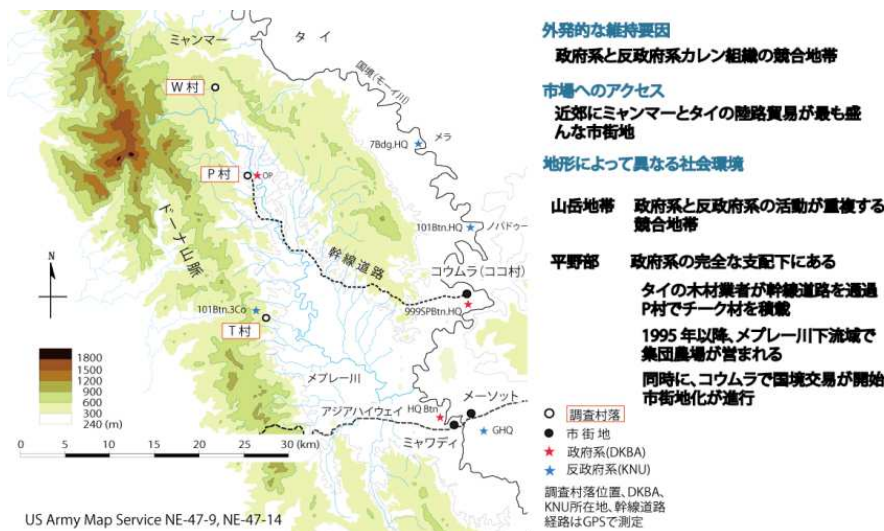 ミャンマー
タイ
国境(モーイ川)
W 村
7Bdg.HQ
メラ
P 村
OP
ドーナ山脈
101Btn.HQ
ノパドゥー
幹線道路
コウムラ(ココ村)
N
101Btn.3Co
999SPBtn.HQ
T 村
1800
1500
1200
900
600
300
240 (m)
メプレー川
メーソット
アジアハイウェイ
HQ Btn
GHQ
ミャワディ
0 5 10 15 20 25 30 (km)
US Army Map Service NE-47-9, NE-47-14
外発的な維持要因
政府系と反政府系カレン組織の競合地帯
市場へのアクセス
近郊にミャンマーとタイの陸路貿易が最も盛
んな市街地
地形によって異なる社会環境
山岳地帯 政府系と反政府系の活動が重複する
競合地帯
平野部 政府系の完全な支配下にある
タイの木材業者が幹線道路を通過
P村でチーク材を積載
1995 年以降、メプレー川下流域で
集団農場が営まれる
同時に、コウムラで国境交易が開始
市街地化が進行
調査村落
市街地
政府系(DKBA)
反政府系(KNU)
調査村落位置、DKBA、
KNU所在地、幹線道路
経路はGPSで測定